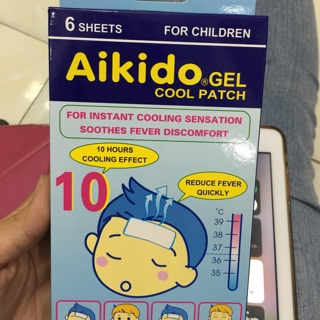 6 SHEETS FOR CHILDREN
Aikido® GEL
COOL PATCH
FOR INSTANT COOLING SENSATION
SOOTHES FEVER DISCOMFORT
10 HOURS
COOLING EFFECT
10
REDUCE FEVER
QUICKLY
°C
39
38
37
36
35